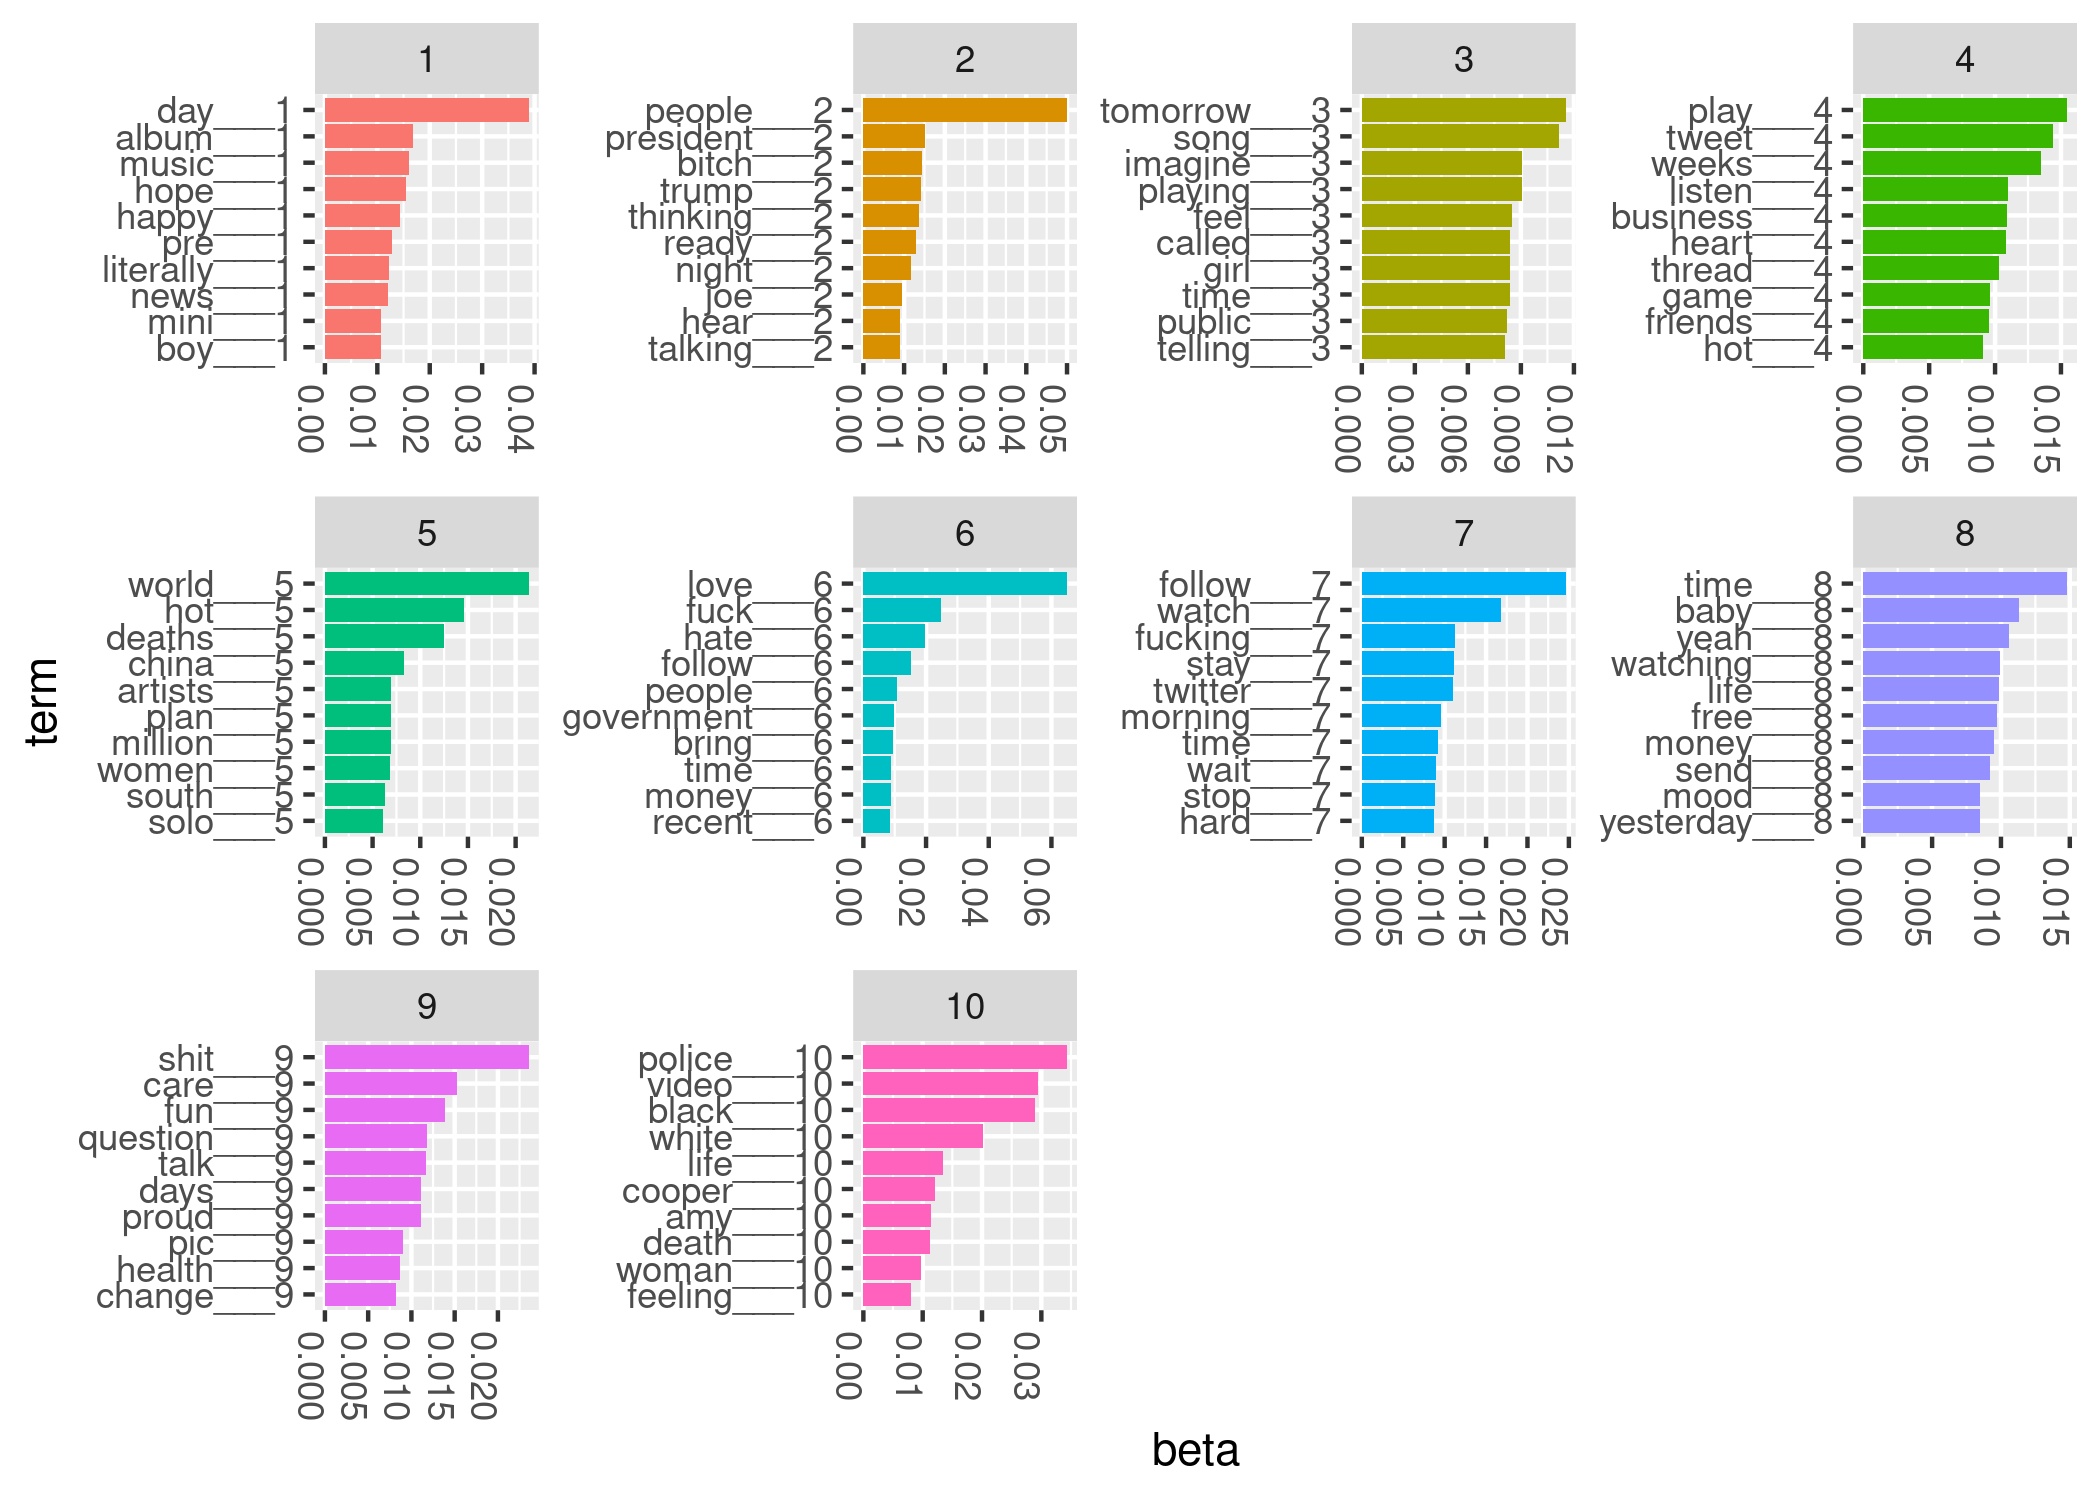 1
day___1
album___1
music___1
hope___1
happy___1
pre___1
literally___1
news___1
mini___1
boy___1
0.00 0.01 0.02 0.03 0.04
2
people___2
president___2
bitch___2
trump___2
thinking___2
ready___2
night___2
joe___2
hear___2
talking___2
0.00 0.01 0.02 0.03 0.04 0.05
3
tomorrow___3
song___3
imagine___3
playing___3
feel___3
called___3
girl___3
time___3
public___3
telling___3
0.000 0.003 0.006 0.009 0.012
4
play___4
tweet___4
weeks___4
listen___4
business___4
heart___4
thread___4
game___4
friends___4
hot___4
0.000 0.005 0.010 0.015
term
5
world___5
hot___5
deaths___5
china___5
artists___5
plan___5
million___5
women___5
south___5
solo___5
0.000 0.005 0.010 0.015 0.020
6
love___6
fuck___6
hate___6
follow___6
people___6
government___6
bring___6
time___6
money___6
recent___6
0.00 0.02 0.04 0.06
7
follow___7
watch___7
fucking___7
stay___7
twitter___7
morning___7
time___7
wait___7
stop___7
hard___7
0.000 0.005 0.010 0.015 0.020 0.025
8
time___8
baby___8
yeah___8
watching___8
life___8
free___8
money___8
send___8
mood___8
yesterday___8
0.000 0.005 0.010 0.015
9
shit___9
care___9
fun___9
question___9
talk___9
days___9
proud___9
pic___9
health___9
change___9
0.000 0.005 0.010 0.015 0.020
10
police___10
video___10
black___10
white___10
life___10
cooper___10
amy___10
death___10
woman___10
feeling___10
0.00 0.01 0.02 0.03
beta